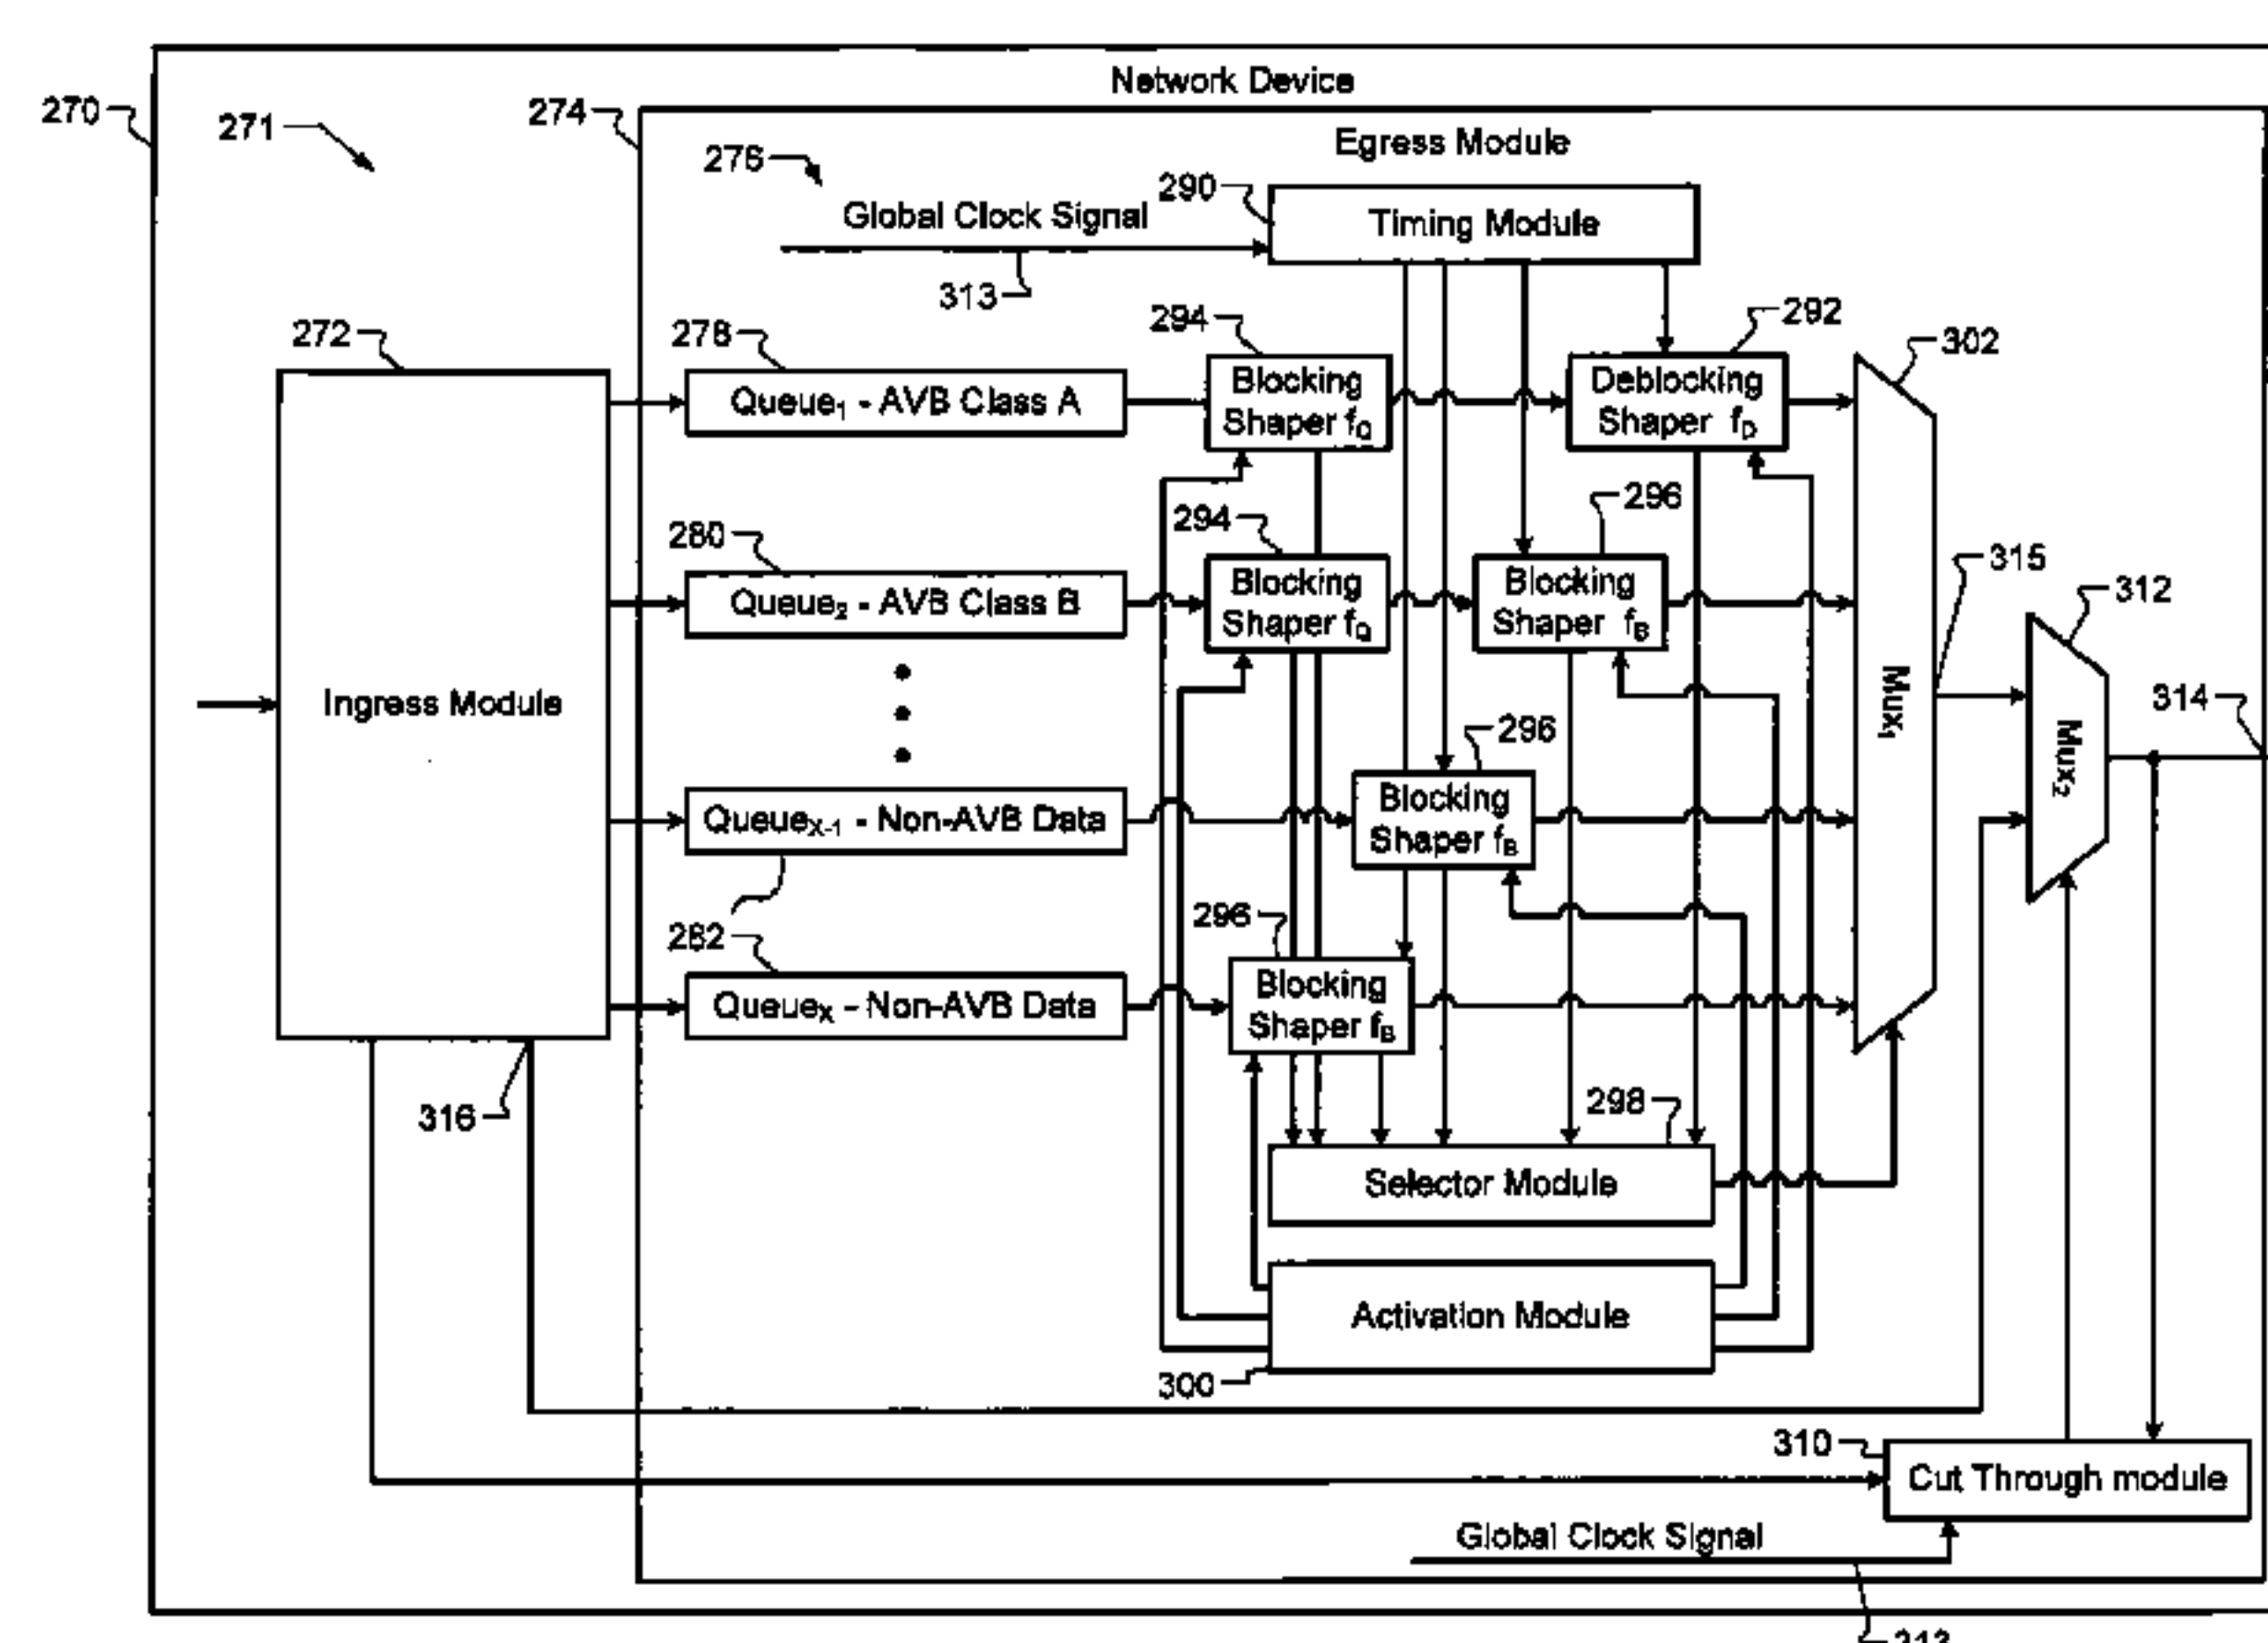 Network Device
270
271
274
Egress Module
276
290
Timing Module
Global Clock Signal
313
272
278
294
292
302
Queue1 - AVB Class A
Blocking
Shaper fQ
Deblocking
Shaper fD
280
294
296
315
312
Queue2 - AVB Class B
Blocking
Shaper fQ
Blocking
Shaper fB
Ingress Module
Mux1
Mux2
314
296
QueueX-1 - Non-AVB Data
Blocking
Shaper fB
282
296
QueueX - Non-AVB Data
Blocking
Shaper fB
316
298
Selector Module
Activation Module
300
310
Cut Through module
Global Clock Signal
313